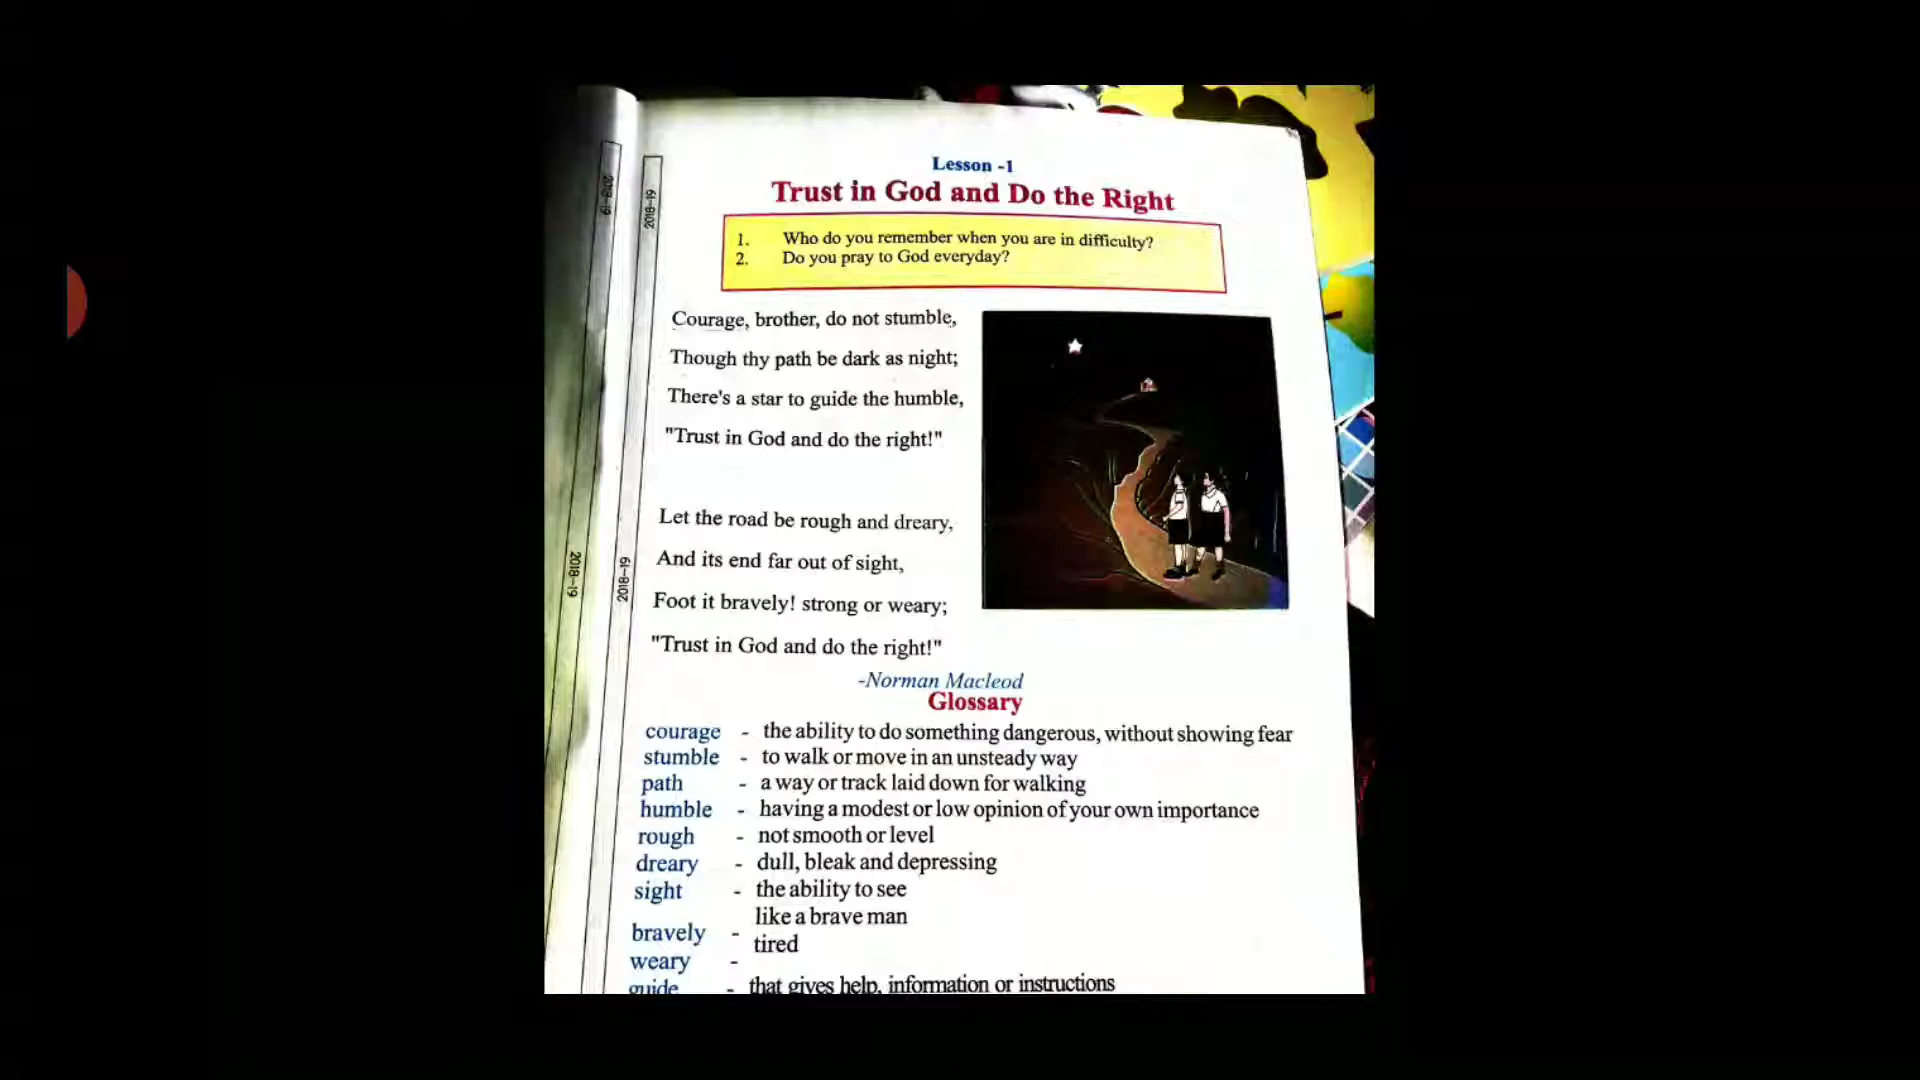 Lesson -1
Trust in God and Do the Right
1. Who do you remember when you are in difficulty?
2. Do you pray to God everyday?
Courage, brother, do not stumble,
Though thy path be dark as night;
There's a star to guide the humble,
"Trust in God and do the right!"
Let the road be rough and dreary,
And its end far out of sight,
Foot it bravely! strong or weary;
"Trust in God and do the right!"
-Norman Macleod
Glossary
courage - the ability to do something dangerous, without showing fear
stumble - to walk or move in an unsteady way
path - a way or track laid down for walking
humble - having a modest or low opinion of your own importance
rough - not smooth or level
dreary - dull, bleak and depressing
sight - the ability to see
bravely - like a brave man
weary - tired
guide - that gives help, information or instructions
2018-19
2018-19
2018-19
2018-19